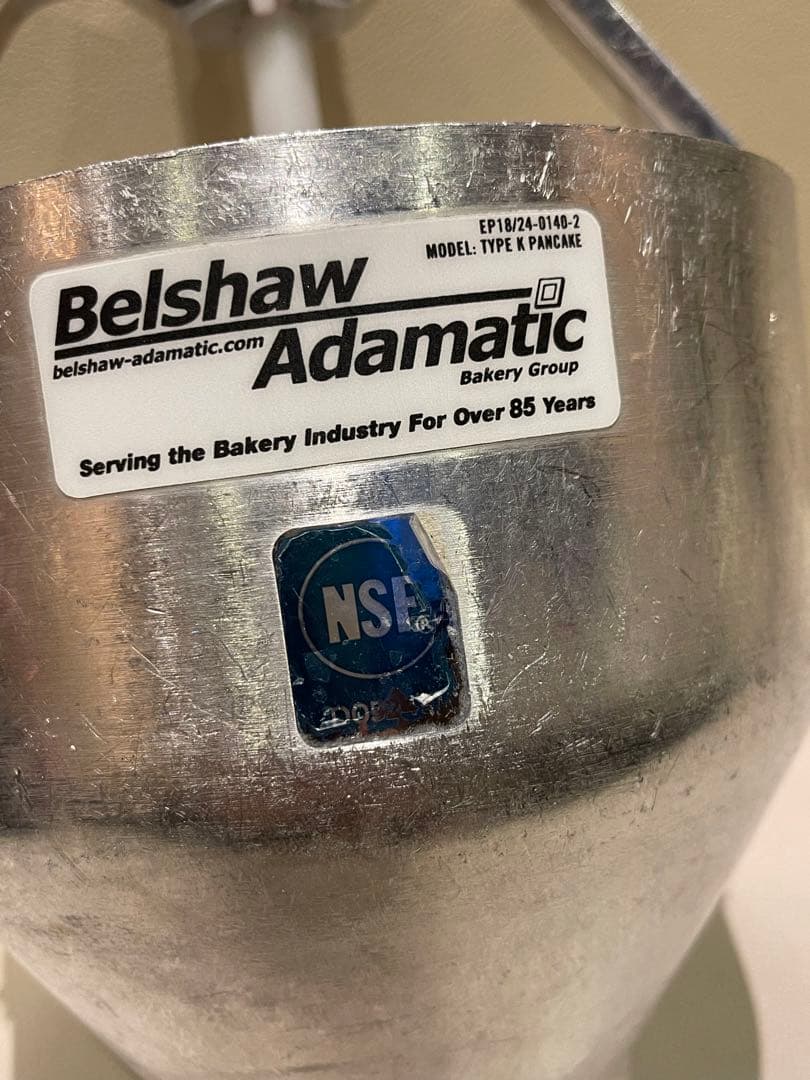 EP18/24-0140-2
MODEL: TYPE K PANCAKE
Belshaw
belshaw-adamatic.com
Adamatic
Bakery Group
Serving the Bakery Industry For Over 85 Years
NSF®